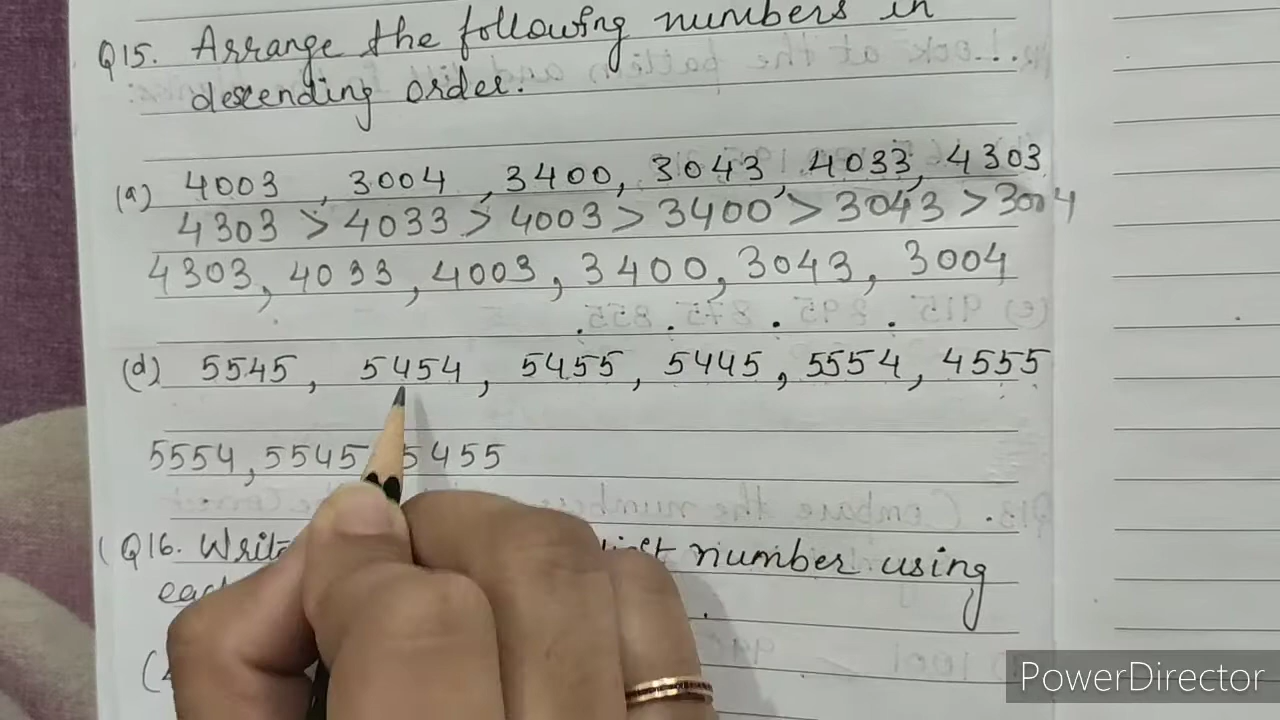 Q15. Arrange the following numbers in
descending order.
(a) 4003, 3004, 3400, 3043, 4033, 4303
4303 > 4033 > 4003 > 3400 > 3043 > 3004
4303, 4033, 4003, 3400, 3043, 3004
(d) 5545, 5454, 5455, 5445, 5554, 4555
5554, 5545 5455
(Q16. Write number using
PowerDirector